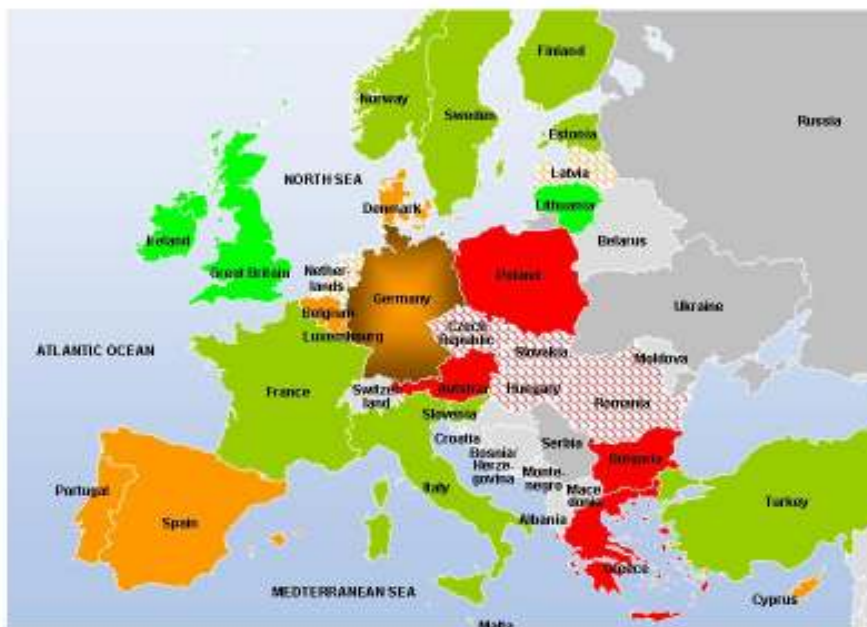 Finland
Norway
Sweden
Russia
Estonia
NORTH SEA
Latvia
Denmark
Lithuania
Ireland
Belarus
Great Britain
Nether-
lands
Poland
Germany
Belgium
Ukraine
Luxembourg
Czech
Republic
ATLANTIC OCEAN
Slovakia
Moldova
France
Switzer-
land
Austria
Hungary
Romania
Slovenia
Croatia
Serbia
Bosnia/
Herze-
govina
Bulgaria
Portugal
Italy
Monte-
negro
Mace
donia
Spain
Turkey
Albania
Greece
MEDITERRANEAN SEA
Cyprus
Malta